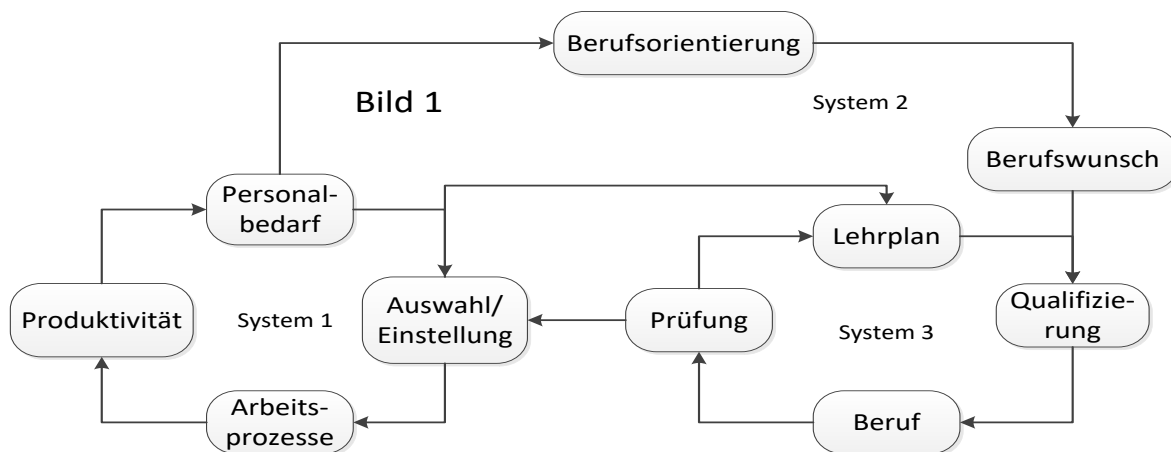 Berufsorientierung
Bild 1
System 2
Berufswunsch
Personal-
bedarf
Lehrplan
Produktivität
System 1
Auswahl/
Einstellung
Prüfung
System 3
Qualifizie-
rung
Arbeits-
prozesse
Beruf